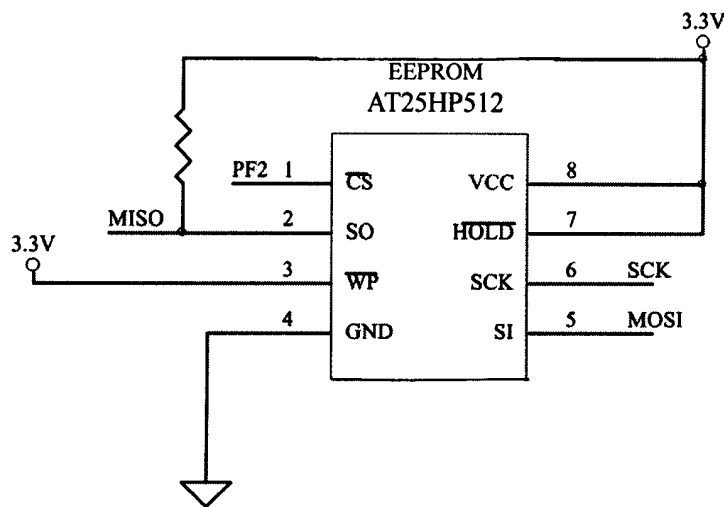 3.3V
EEPROM
AT25HP512
PF2 1 CS VCC 8
MISO 2 SO HOLD 7
3.3V
3 WP SCK 6 SCK
4 GND SI 5 MOSI